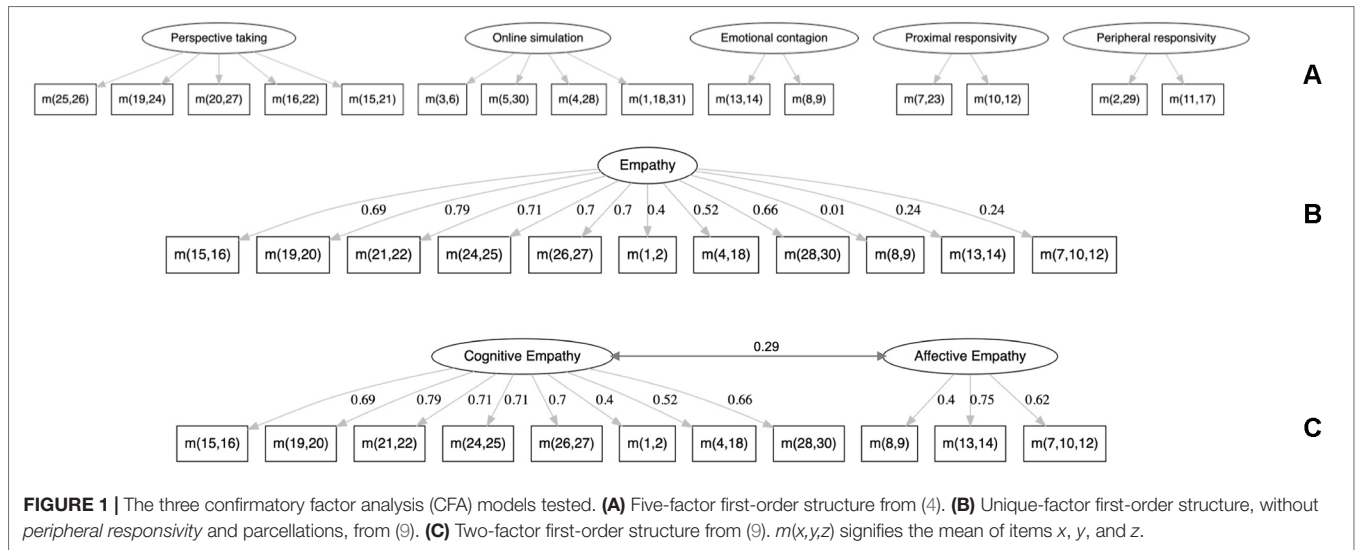 Perspective taking Online simulation Emotional contagion Proximal responsivity Peripheral responsivity
m(25,26) m(19,24) m(20,27) m(16,22) m(15,21) m(3,6) m(5,30) m(4,28) m(1,18,31) m(13,14) m(8,9) m(7,23) m(10,12) m(2,29) m(11,17)
A
Empathy
0.69 0.79 0.71 0.7 0.7 0.4 0.52 0.66 0.01 0.24 0.24
B
m(15,16) m(19,20) m(21,22) m(24,25) m(26,27) m(1,2) m(4,18) m(28,30) m(8,9) m(13,14) m(7,10,12)
Cognitive Empathy 0.29 Affective Empathy
0.69 0.79 0.71 0.71 0.7 0.4 0.52 0.66 0.4 0.75 0.62
m(15,16) m(19,20) m(21,22) m(24,25) m(26,27) m(1,2) m(4,18) m(28,30) m(8,9) m(13,14) m(7,10,12)
C
FIGURE 1 | The three confirmatory factor analysis (CFA) models tested. (A) Five-factor first-order structure from (4). (B) Unique-factor first-order structure, without
peripheral responsivity and parcellations, from (9). (C) Two-factor first-order structure from (9). m(x,y,z) signifies the mean of items x, y, and z.